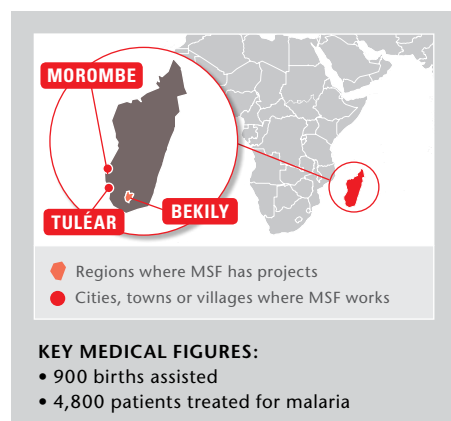 MOROMBE
TULÉAR
BEKILY
Regions where MSF has projects
Cities, towns or villages where MSF works
KEY MEDICAL FIGURES:
• 900 births assisted
• 4,800 patients treated for malaria